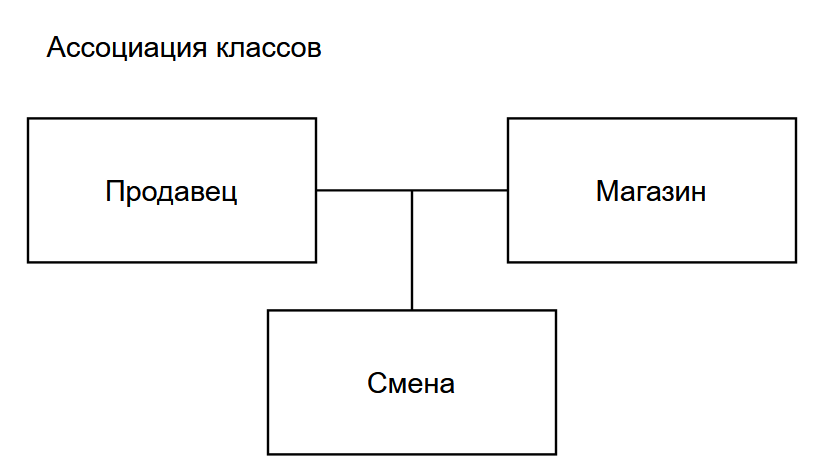 Ассоциация классов
Продавец
Магазин
Смена